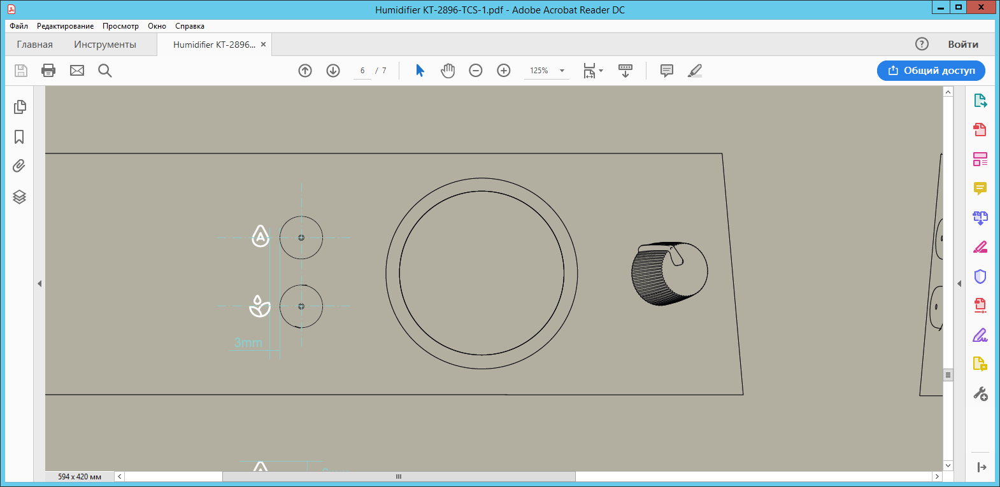 Humidifier KT-2896-TCS-1.pdf - Adobe Acrobat Reader DC
Файл Редактирование Просмотр Окно Справка
Главная Инструменты Humidifier KT-2896... × ? Войти
6 / 7 125% Общий доступ
A
3mm
594 x 420 мм